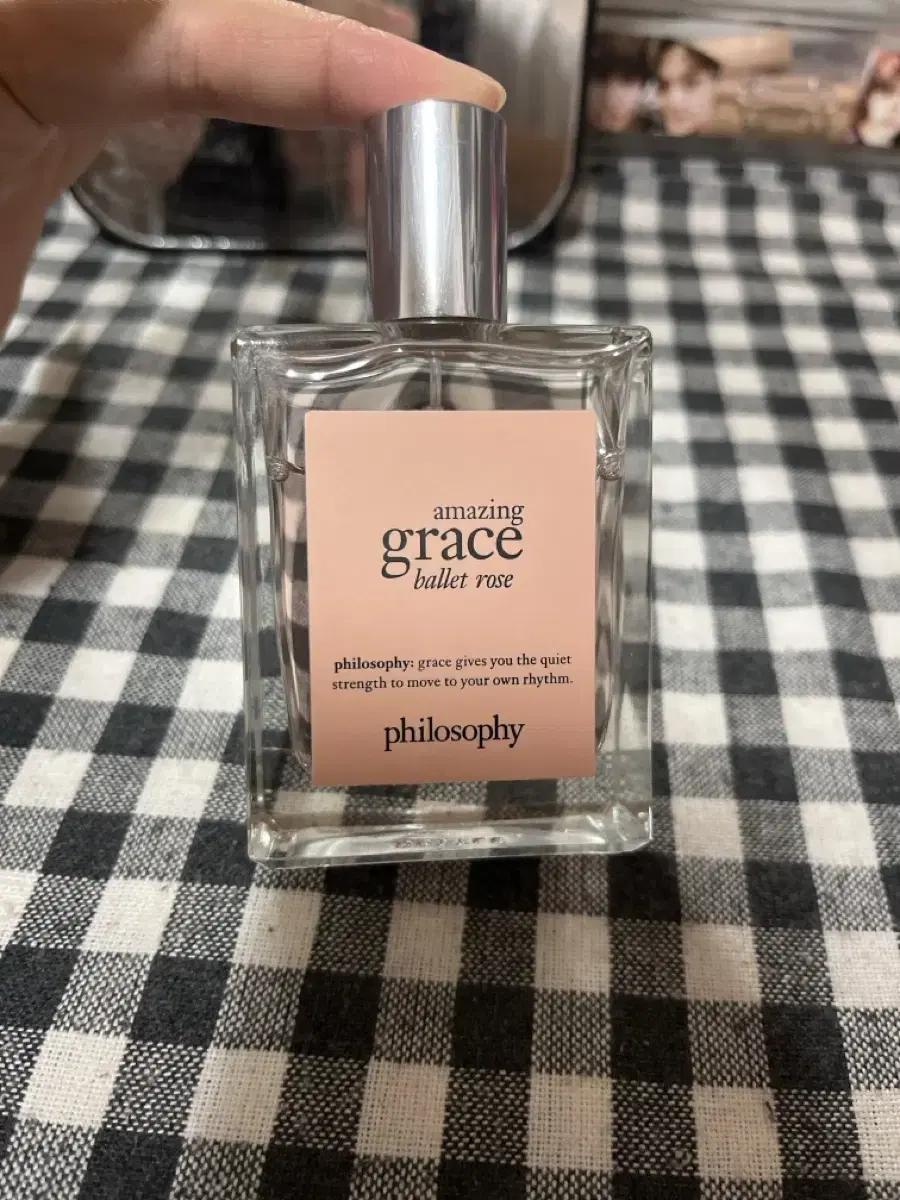 amazing
grace
ballet rose
philosophy: grace gives you the quiet
strength to move to your own rhythm.
philosophy